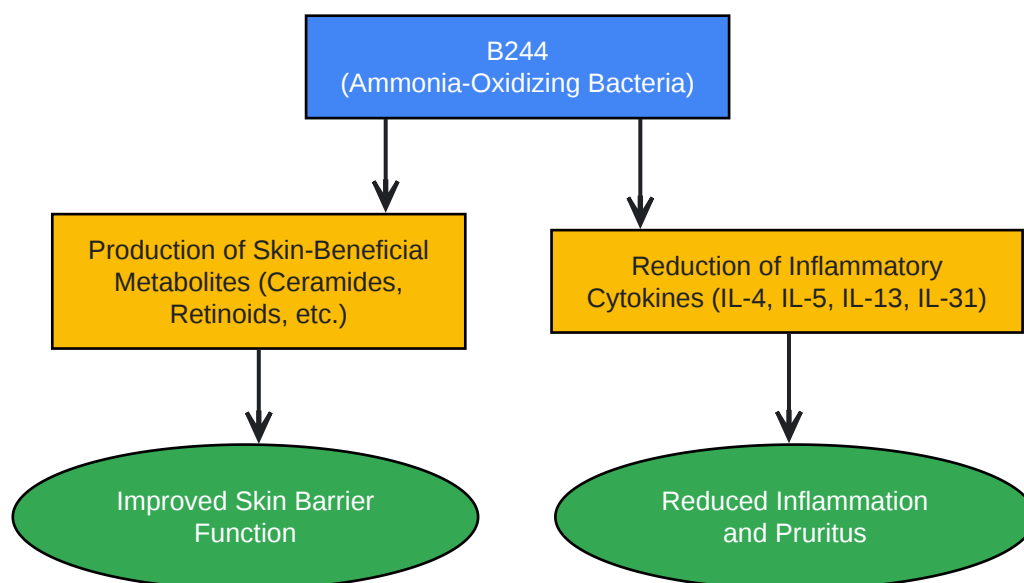 B244
(Ammonia-Oxidizing Bacteria)
Production of Skin-Beneficial
Metabolites (Ceramides,
Retinoids, etc.)
Reduction of Inflammatory
Cytokines (IL-4, IL-5, IL-13, IL-31)
Improved Skin Barrier
Function
Reduced Inflammation
and Pruritus